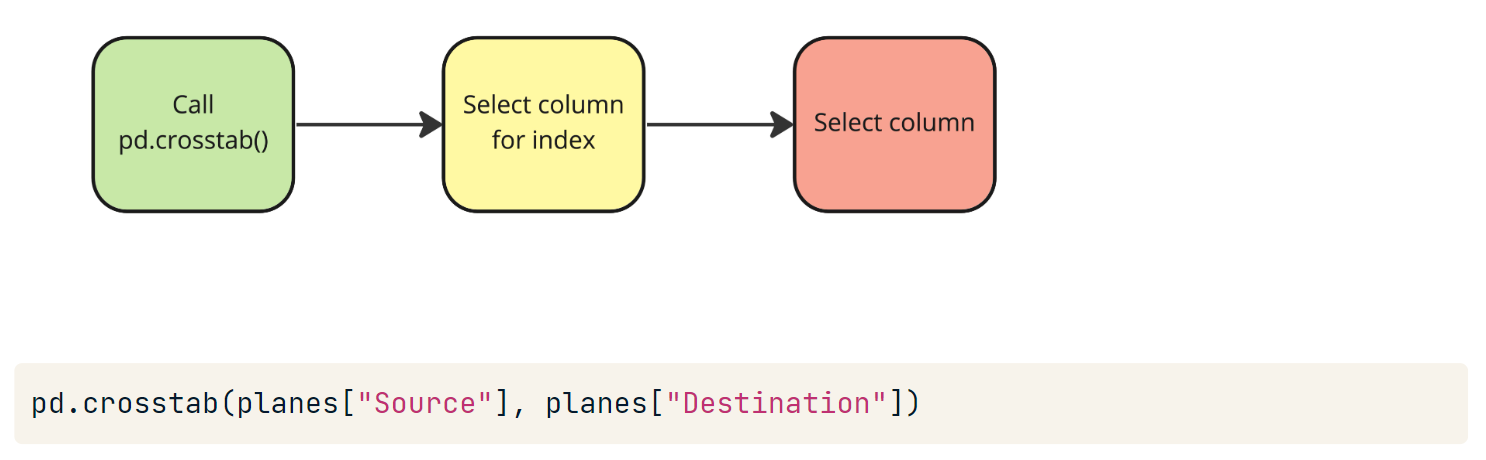 Call
pd.crosstab()
Select column
for index
Select column
pd.crosstab(planes["Source"], planes["Destination"])